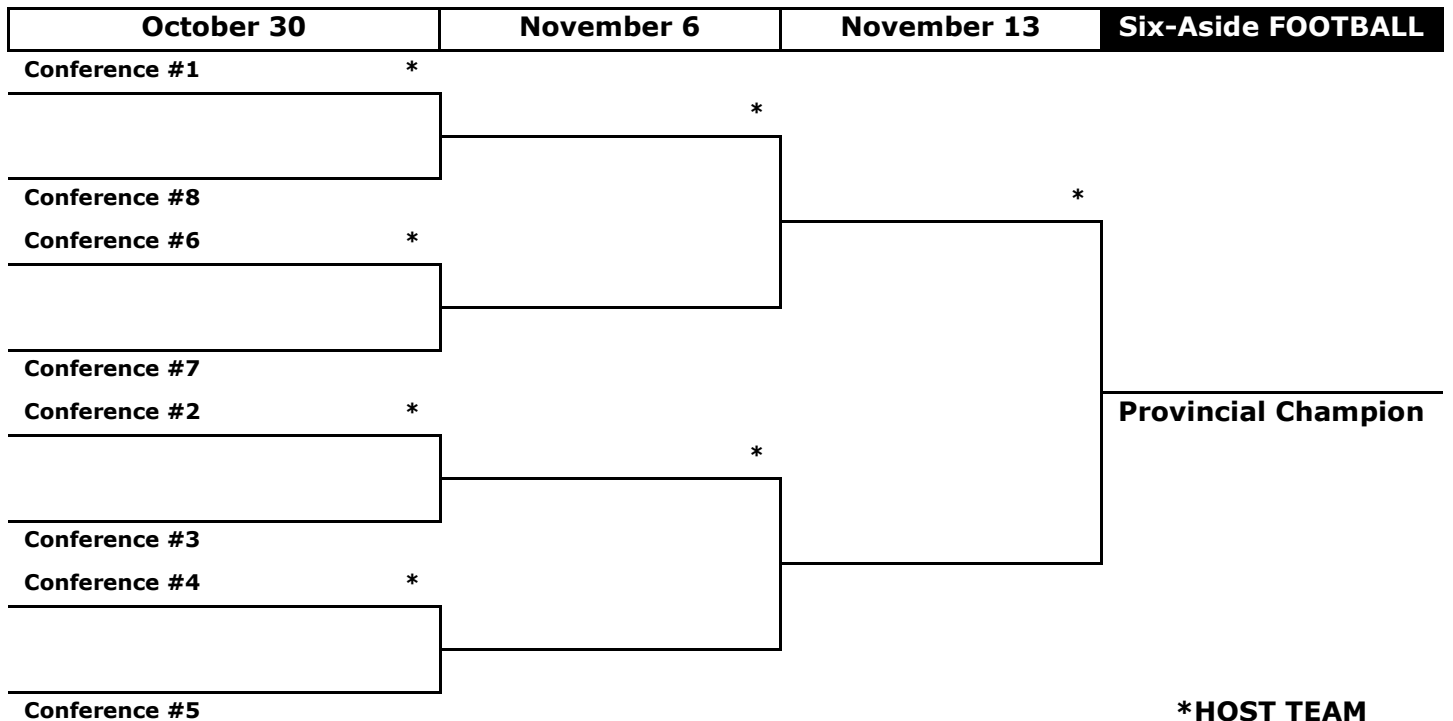 October 30 November 6 November 13 Six-Aside FOOTBALL
Conference #1 *
*
Conference #8
*
Conference #6 *
Conference #7
Conference #2 *
Provincial Champion
*
Conference #3
Conference #4 *
Conference #5
*HOST TEAM